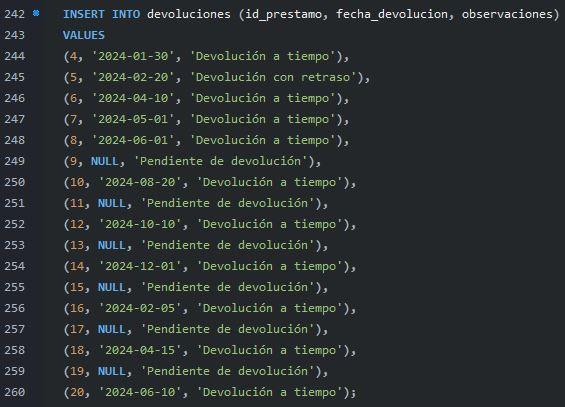 242 INSERT INTO devoluciones (id_prestamo, fecha_devolucion, observaciones)
243 VALUES
244 (4, '2024-01-30', 'Devolución a tiempo'),
245 (5, '2024-02-20', 'Devolución con retraso'),
246 (6, '2024-04-10', 'Devolución a tiempo'),
247 (7, '2024-05-01', 'Devolución a tiempo'),
248 (8, '2024-06-01', 'Devolución a tiempo'),
249 (9, NULL, 'Pendiente de devolución'),
250 (10, '2024-08-20', 'Devolución a tiempo'),
251 (11, NULL, 'Pendiente de devolución'),
252 (12, '2024-10-10', 'Devolución a tiempo'),
253 (13, NULL, 'Pendiente de devolución'),
254 (14, '2024-12-01', 'Devolución a tiempo'),
255 (15, NULL, 'Pendiente de devolución'),
256 (16, '2024-02-05', 'Devolución a tiempo'),
257 (17, NULL, 'Pendiente de devolución'),
258 (18, '2024-04-15', 'Devolución a tiempo'),
259 (19, NULL, 'Pendiente de devolución'),
260 (20, '2024-06-10', 'Devolución a tiempo');